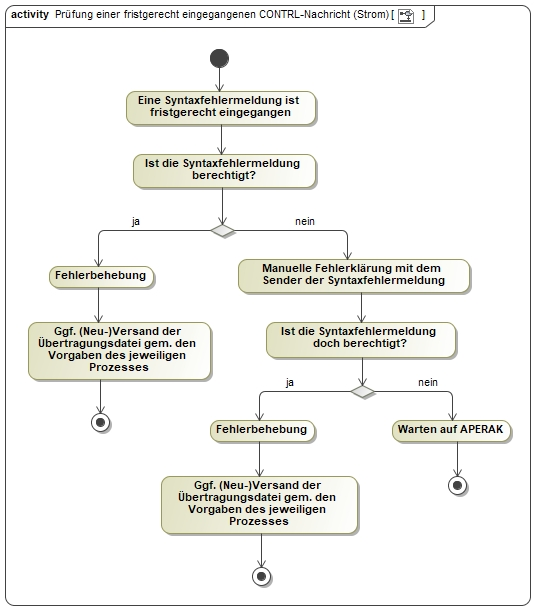 activity Prüfung einer fristgerecht eingegangenen CONTRL-Nachricht (Strom) [ ]
Eine Syntaxfehlermeldung ist
fristgerecht eingegangen
Ist die Syntaxfehlermeldung
berechtigt?
ja
nein
Fehlerbehebung
Manuelle Fehlerklärung mit dem
Sender der Syntaxfehlermeldung
Ggf. (Neu-)Versand der
Übertragungsdatei gem. den
Vorgaben des jeweiligen
Prozesses
Ist die Syntaxfehlermeldung
doch berechtigt?
ja
nein
Fehlerbehebung
Warten auf APERAK
Ggf. (Neu-)Versand der
Übertragungsdatei gem. den
Vorgaben des jeweiligen
Prozesses